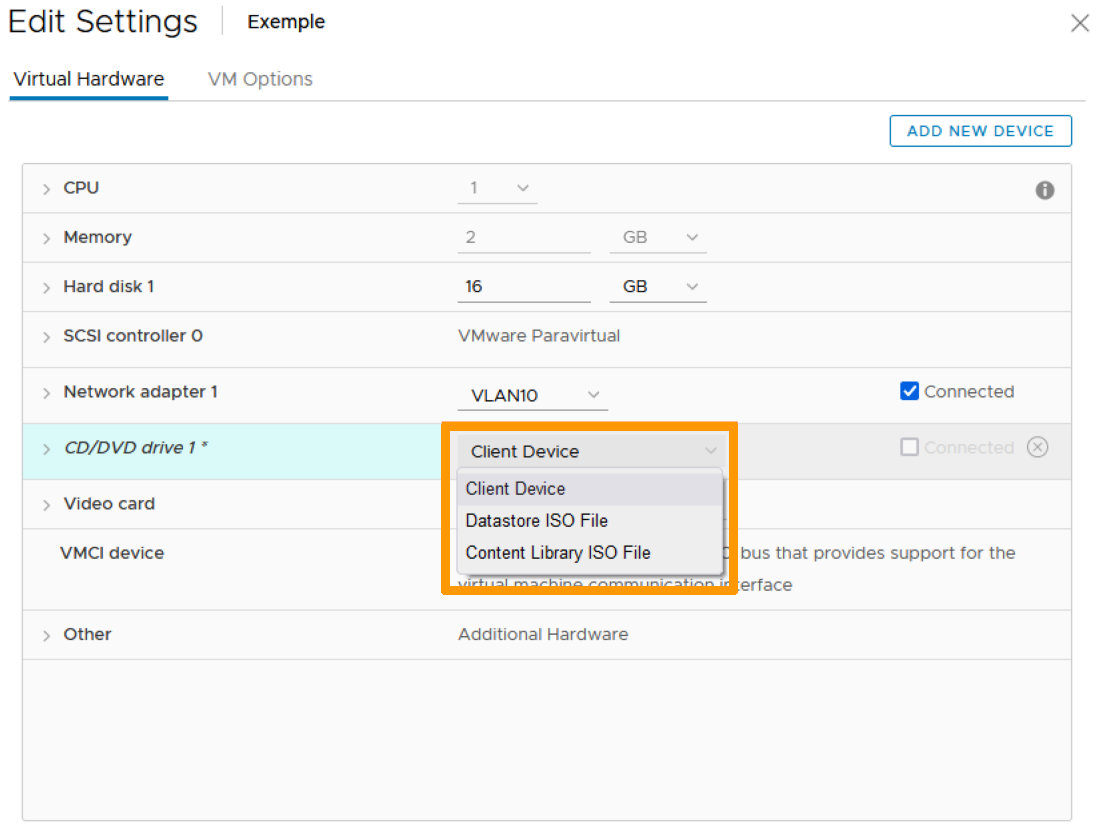 Edit Settings Exemple
Virtual Hardware VM Options
ADD NEW DEVICE
CPU 1
Memory 2 GB
Hard disk 1 16 GB
SCSI controller 0 VMware Paravirtual
Network adapter 1 VLAN10 Connected
CD/DVD drive 1 * Client Device Connected
Client Device
Video card
Datastore ISO File
VMCI device Content Library ISO File bus that provides support for the
virtual machine communication interface
Other Additional Hardware